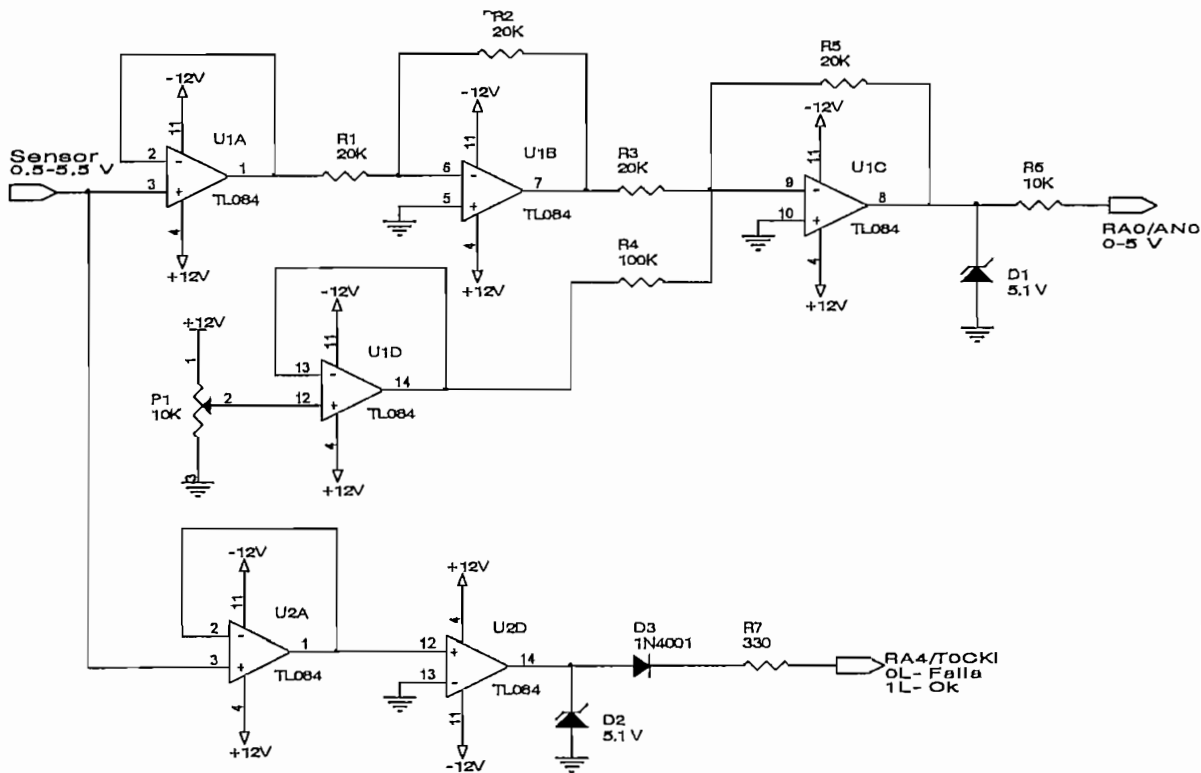 R2
20K
R5
20K
-12V
-12V
-12V
11
U1A
R1
20K
11
U1B
R3
20K
11
U1C
R6
10K
Sensor
0.5-5.5 V
2
-
1
3
+
TL084
4
+12V
6
-
7
5
+
TL084
4
+12V
9
-
8
10
+
TL084
4
+12V
RA0/AN0
0-5 V
R4
100K
D1
5.1 V
-12V
11
U1D
+12V
1
P1
10K
2
3
13
-
14
12
+
TL084
4
+12V
-12V
11
U2A
2
-
1
3
+
TL084
4
+12V
+12V
4
U2D
12
+
14
13
-
TL084
11
-12V
D3
1N4001
R7
330
RA4/T0CKI
0L- Falla
1L- Ok
D2
5.1 V